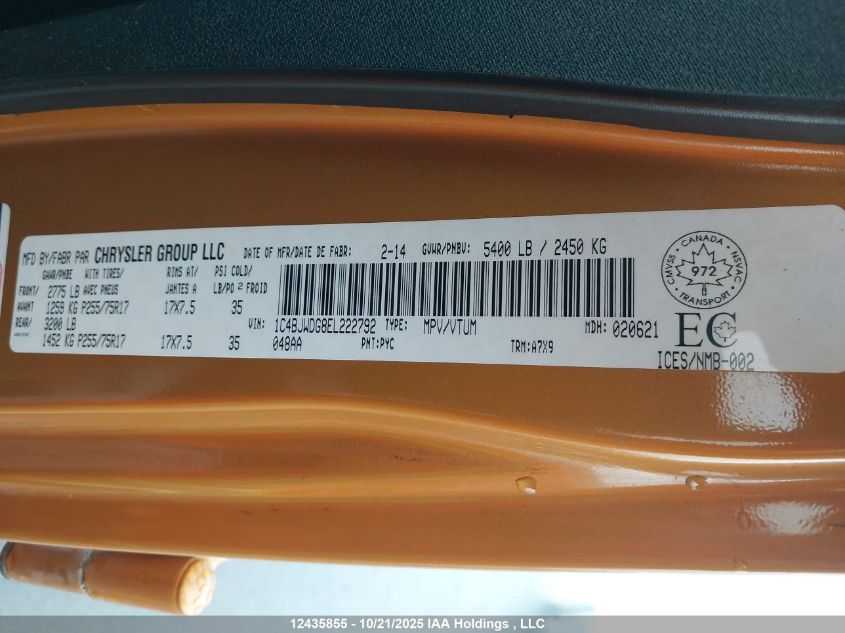 MFD BY/FABR PAR CHRYSLER GROUP LLC DATE OF MFR/DATE DE FABR: 2-14 GVWR/PNBV: 5400 LB / 2450 KG
GAWR/PNBE WITH TIRES/ RIMS AT/ PSI COLD/
FRONT/ 2775 LB AVEC PNEUS JANTES A LB/PO 2 FROID
AVANT 1259 KG P255/75R17 17X7.5 35
REAR/ 3200 LB VIN: 1C4BJWDG8EL222792 TYPE: MPV/VTUM MDH: 020621
1452 KG P255/75R17 17X7.5 35 048AA PNT:PYC TRM:A7X9
CANADA
CMVSS 972 NSVAC
TRANSPORT
EC
ICES/NMB-002
12435855 - 10/21/2025 IAA Holdings , LLC